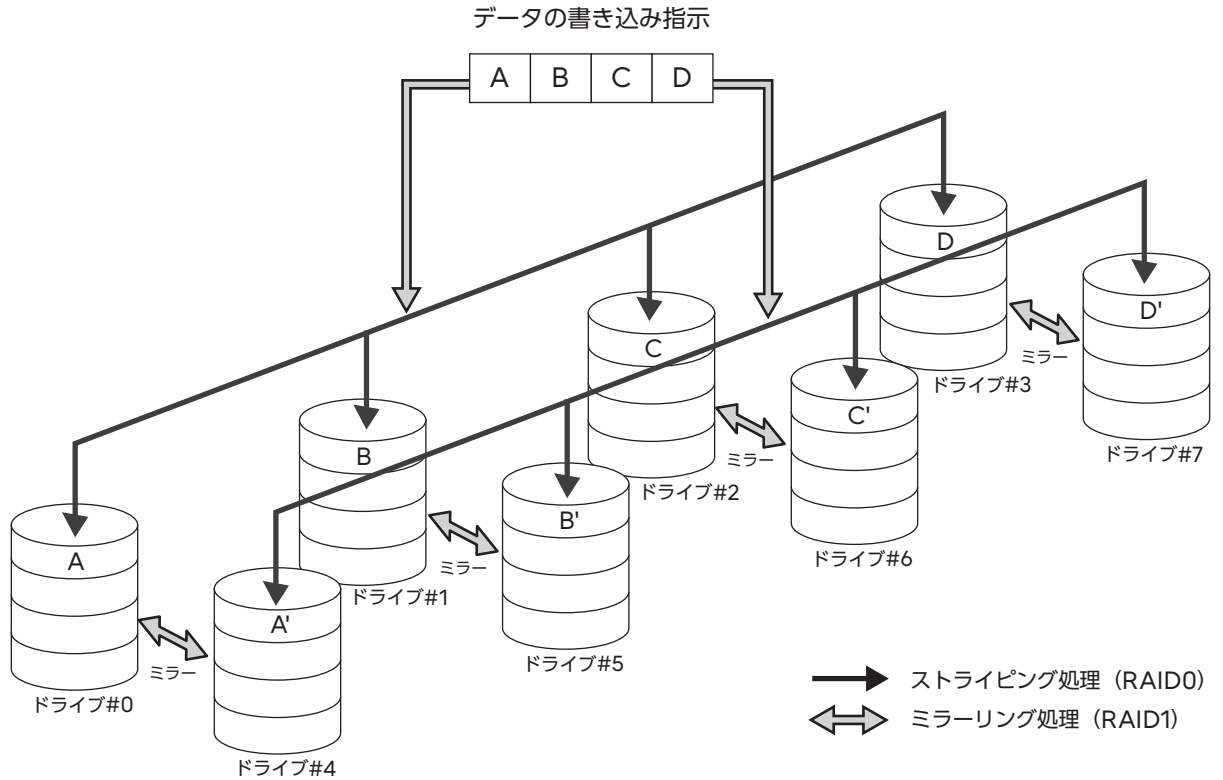 データの書き込み指示
A B C D
D
D'
ミラー
ドライブ#3
C
C'
ミラー
ドライブ#7
ドライブ#2
B
B'
ミラー
ドライブ#6
ドライブ#1
A
A'
ミラー
ドライブ#5
ドライブ#0
ドライブ#4
ストライピング処理（RAID0）
ミラーリング処理（RAID1）